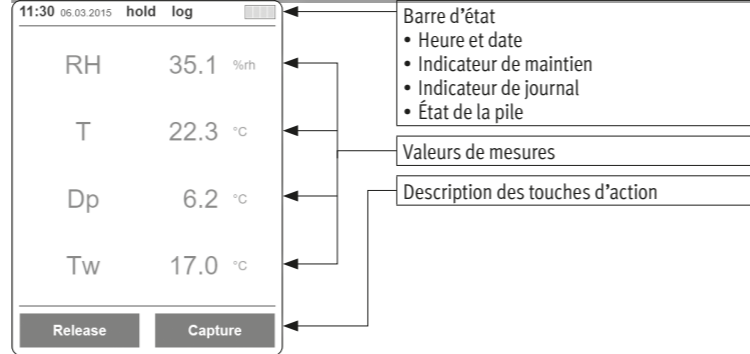 11:30 06.03.2015 hold log
RH 35.1 %rh
T 22.3 °C
Dp 6.2 °C
Tw 17.0 °C
Release Capture
Barre d’état
• Heure et date
• Indicateur de maintien
• Indicateur de journal
• État de la pile
Valeurs de mesures
Description des touches d’action